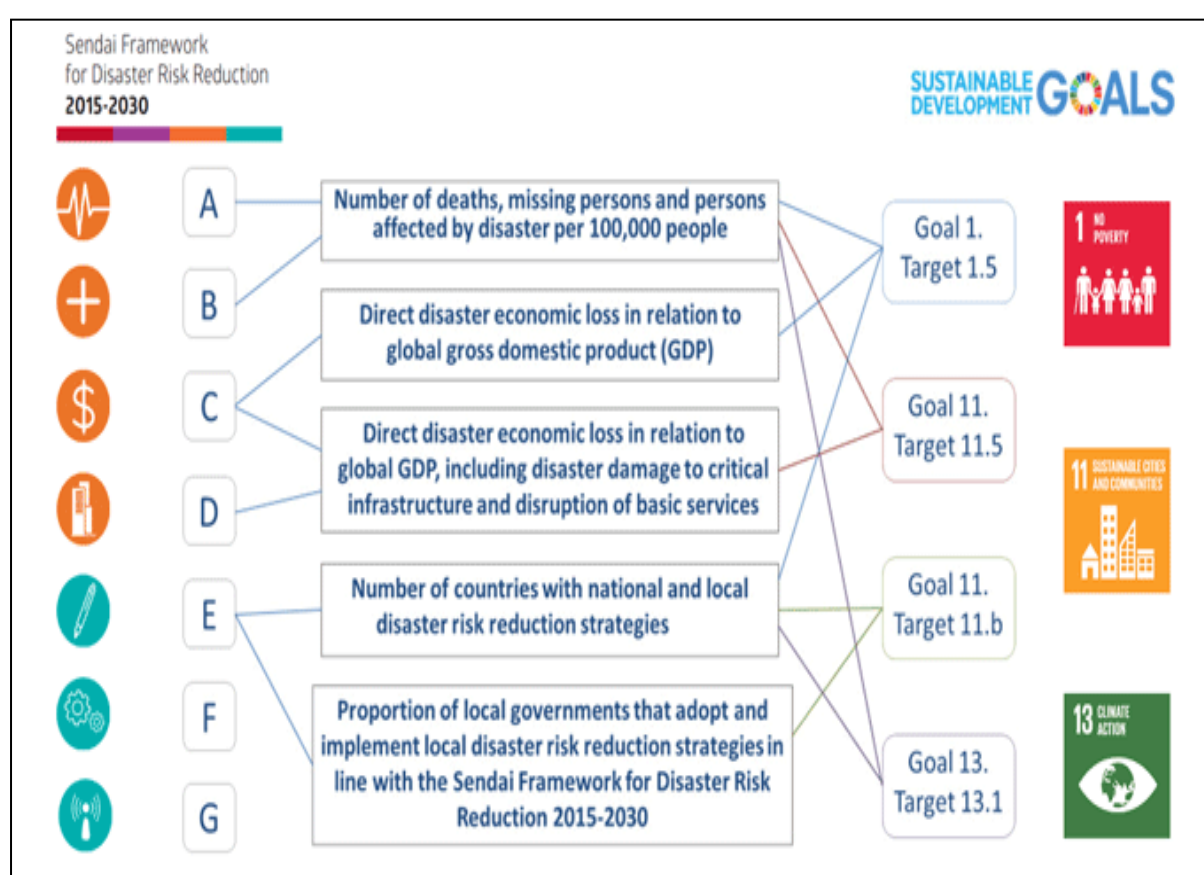 Sendai Framework
for Disaster Risk Reduction
2015-2030
SUSTAINABLE
DEVELOPMENT
GOALS
A
B
C
D
E
F
G
Number of deaths, missing persons and persons
affected by disaster per 100,000 people
Direct disaster economic loss in relation to
global gross domestic product (GDP)
Direct disaster economic loss in relation to
global GDP, including disaster damage to critical
infrastructure and disruption of basic services
Number of countries with national and local
disaster risk reduction strategies
Proportion of local governments that adopt and
implement local disaster risk reduction strategies in
line with the Sendai Framework for Disaster Risk
Reduction 2015-2030
Goal 1.
Target 1.5
Goal 11.
Target 11.5
Goal 11.
Target 11.b
Goal 13.
Target 13.1
1 NO
POVERTY
11 SUSTAINABLE CITIES
AND COMMUNITIES
13 CLIMATE
ACTION